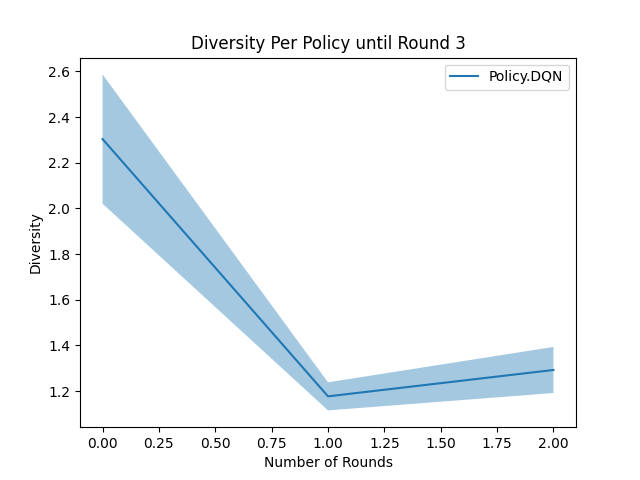 Diversity Per Policy until Round 3
Policy.DQN
Diversity
2.6
2.4
2.2
2.0
1.8
1.6
1.4
1.2
0.00 0.25 0.50 0.75 1.00 1.25 1.50 1.75 2.00
Number of Rounds